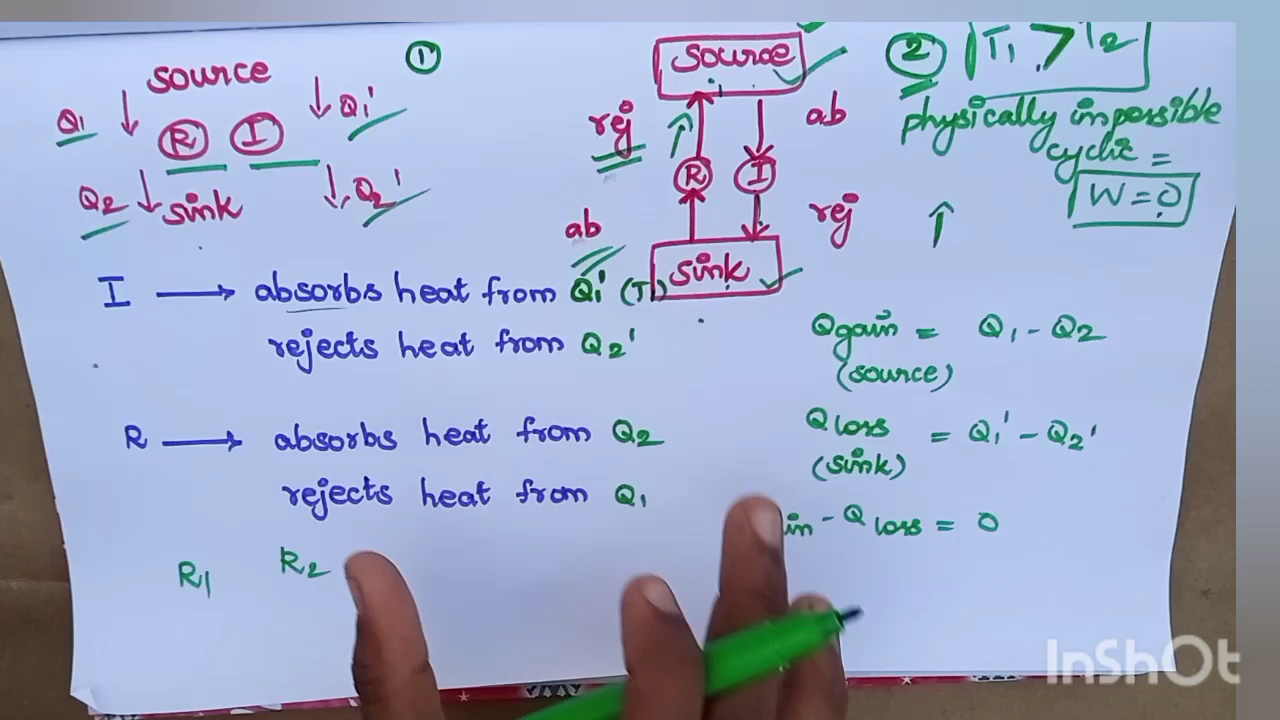 source
①
Q₁
Q₁'
R I
Q₂
sink
Q₂'
source
rej
ab
R
I
ab
rej
sink
② T₁ > T₂
physically impossible
cyclic =
W = 0
I → absorbs heat from Q₁' (T₁)
rejects heat from Q₂'
R → absorbs heat from Q₂
rejects heat from Q₁
R₁ R₂
Qgain = Q₁ - Q₂
(source)
Qloss = Q₁' - Q₂'
(sink)
in - Qloss = 0
InShOt